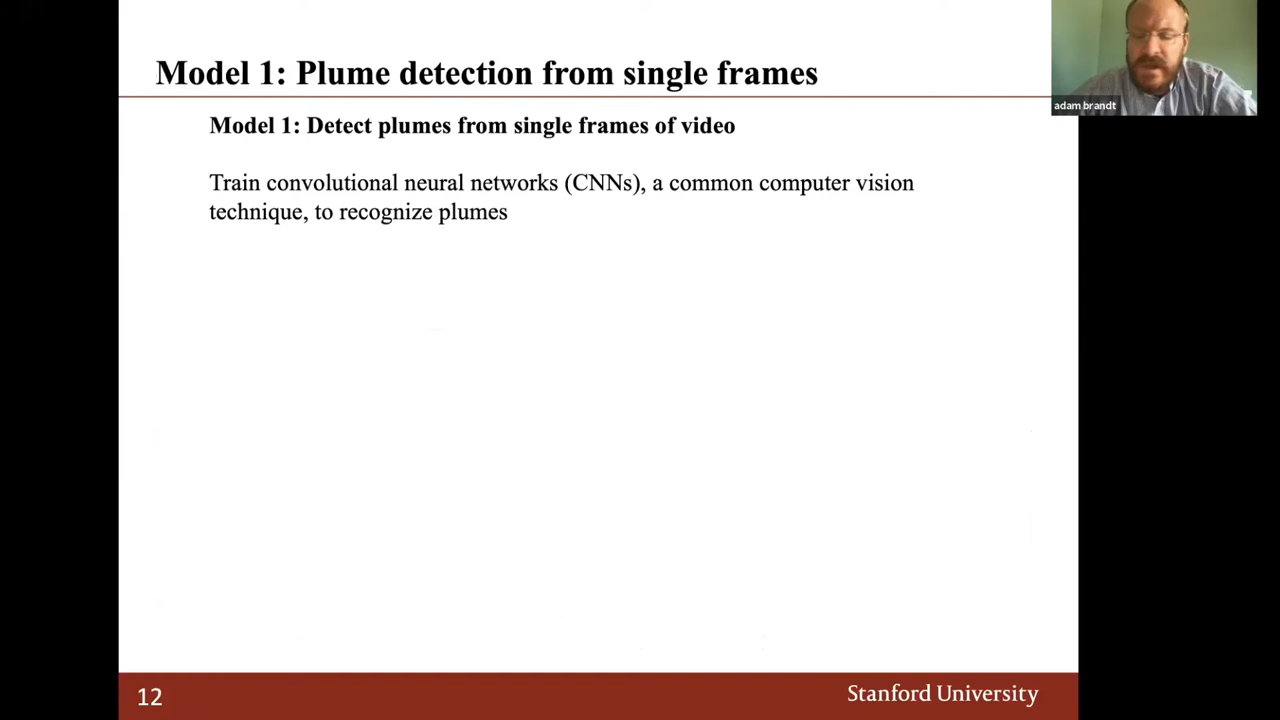 Model 1: Plume detection from single frames
adam brandt
Model 1: Detect plumes from single frames of video
Train convolutional neural networks (CNNs), a common computer vision
technique, to recognize plumes
12
Stanford University